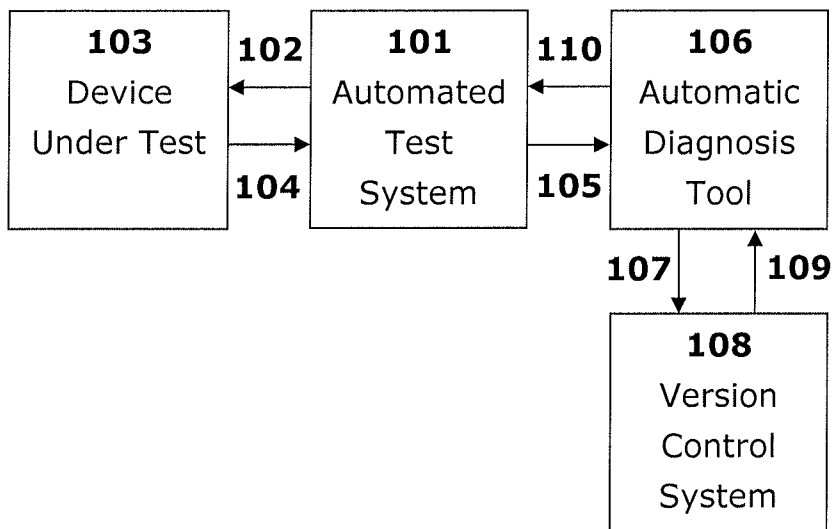 103
Device
Under Test
102
104
101
Automated
Test
System
110
105
106
Automatic
Diagnosis
Tool
107
109
108
Version
Control
System